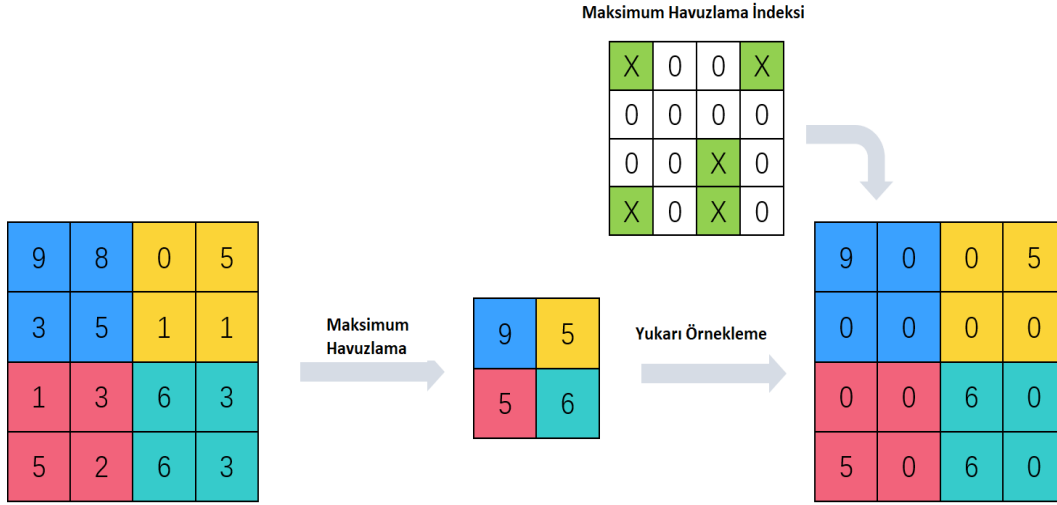 Maksimum Havuzlama İndeksi
X 0 0 X
0 0 0 0
0 0 X 0
X 0 X 0
9 8 0 5
3 5 1 1
1 3 6 3
5 2 6 3
Maksimum
Havuzlama
9 5
5 6
Yukarı Örnekleme
9 0 0 5
0 0 0 0
0 0 6 0
5 0 6 0